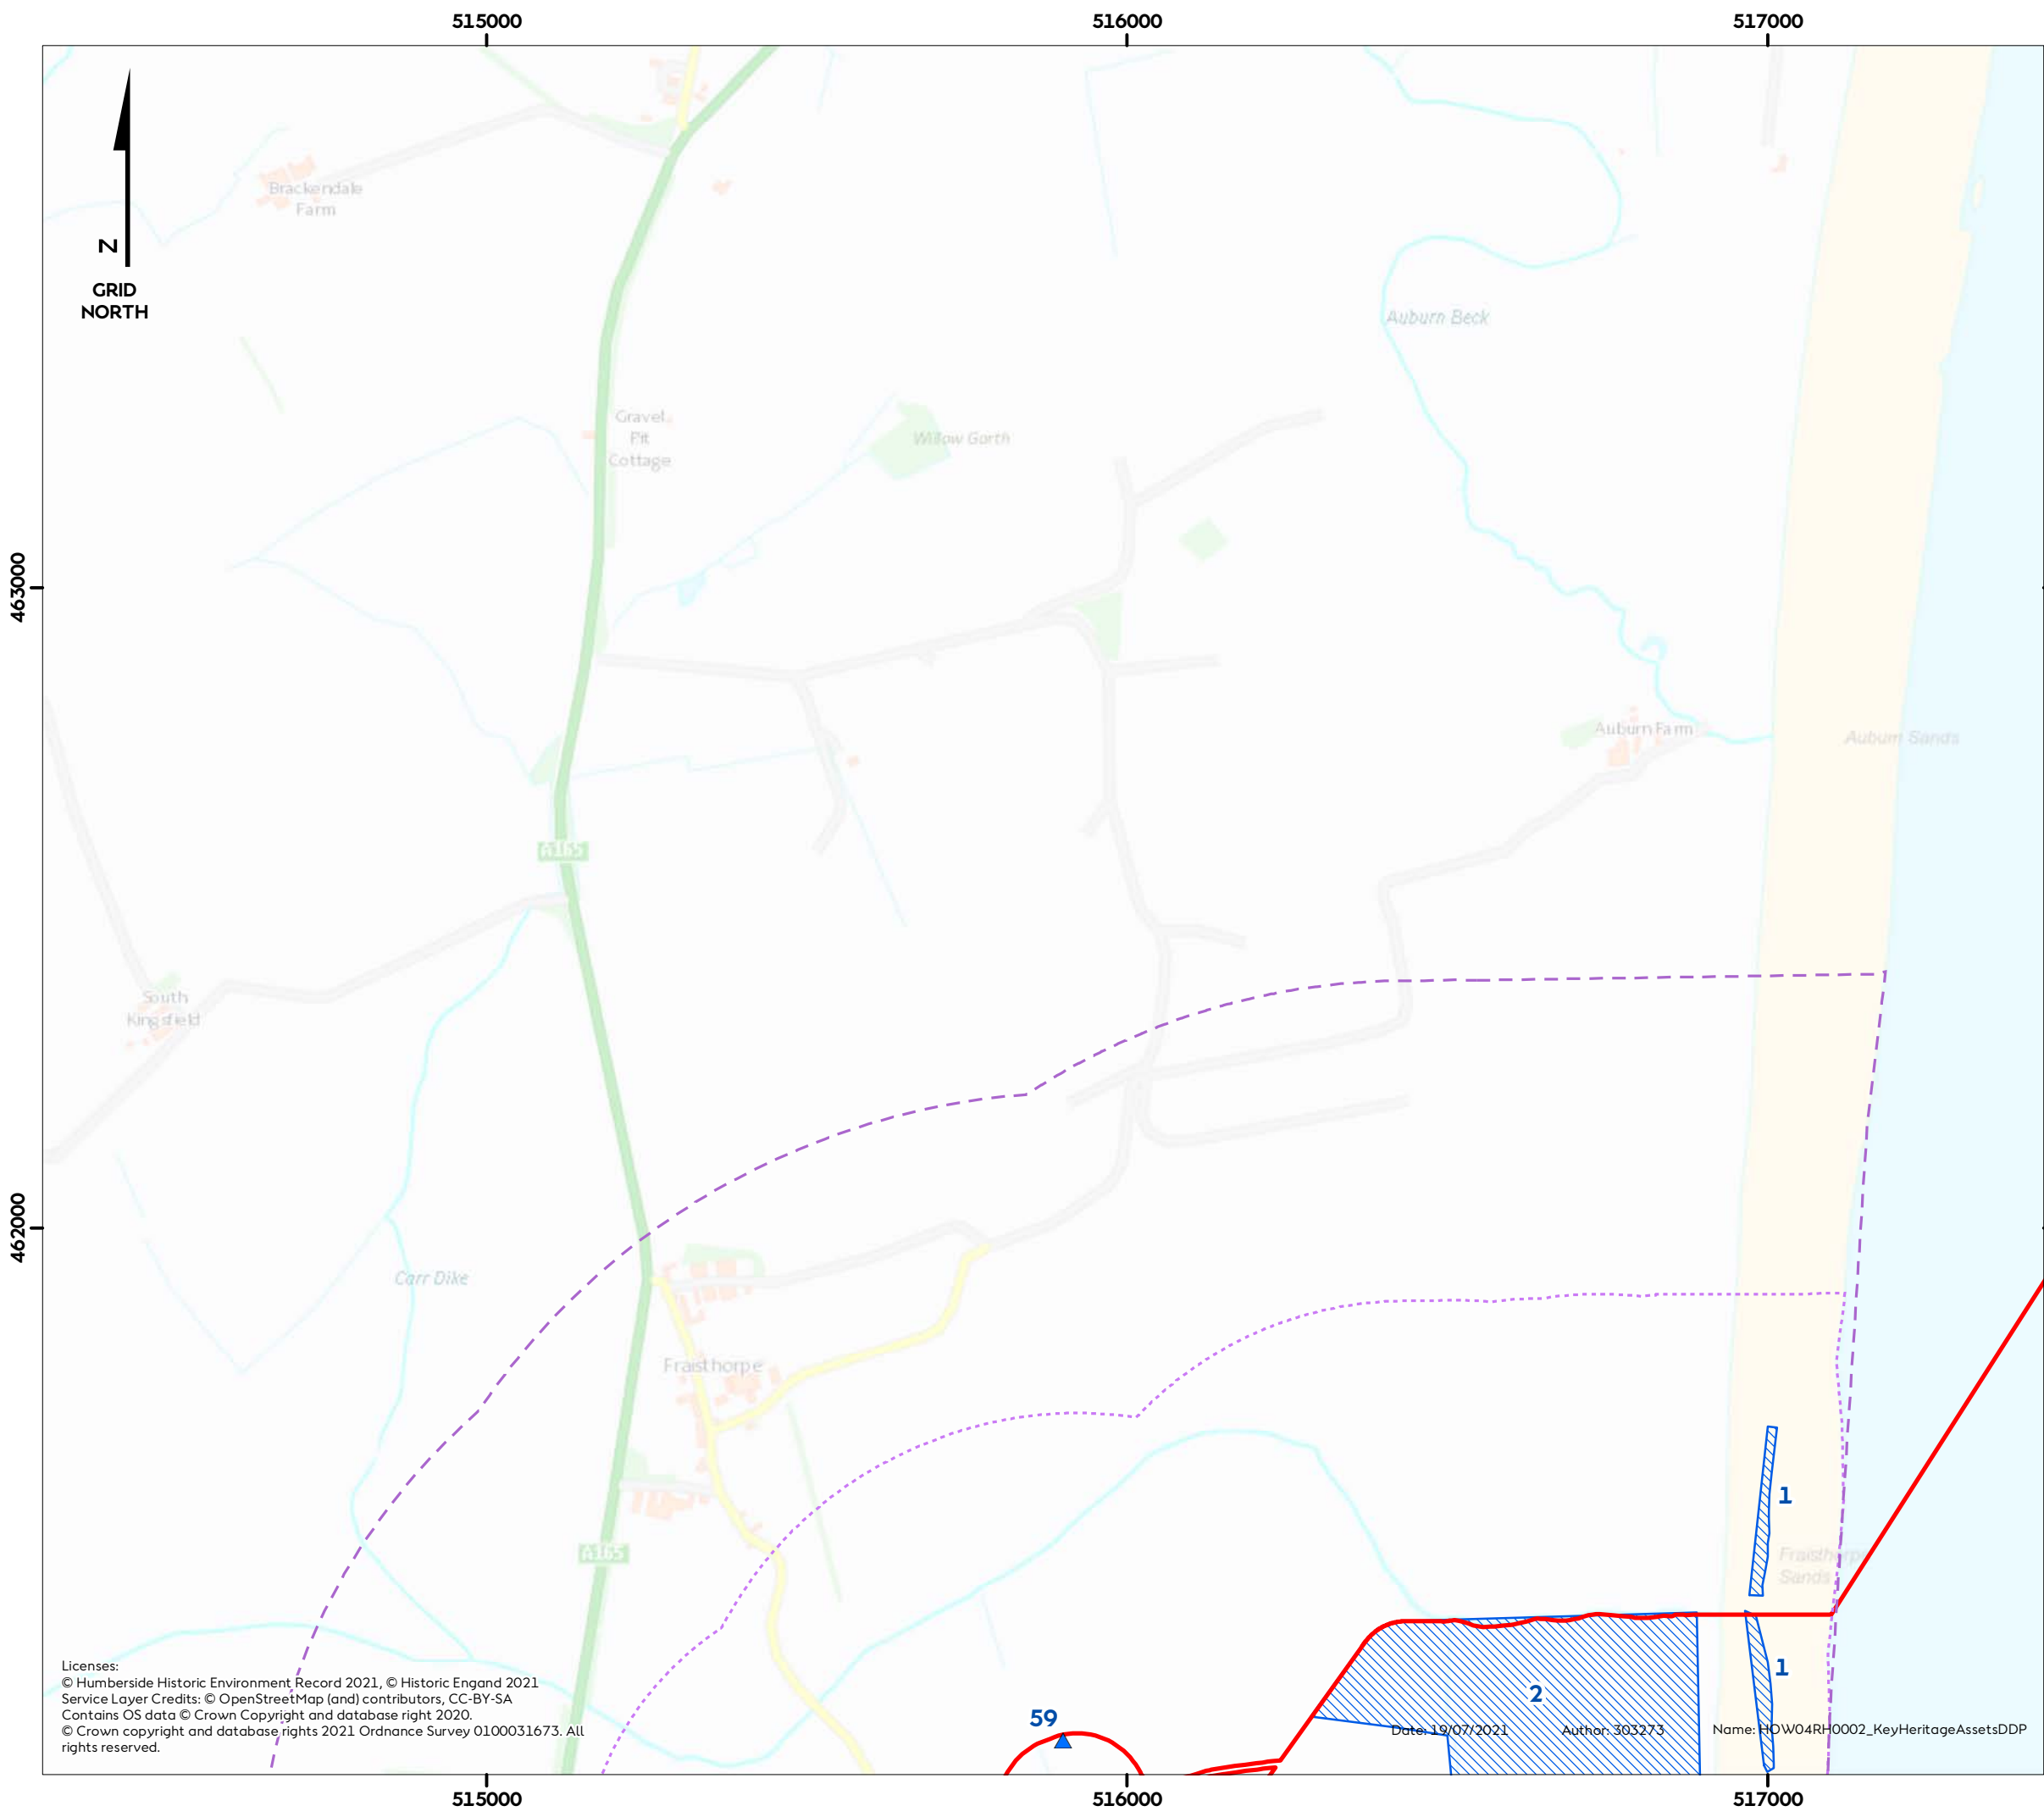 515000
516000
517000
Brackendale
Farm
N
GRID
NORTH
Auburn Beck
Gravel
Pit
Cottage
Willow Garth
463000
Auburn Farm
Auburn Sands
A165
South
Kingsfield
462000
Carr Dike
Fraisthorpe
1
A165
Fraisthorpe
Sands
Licenses:
© Humberside Historic Environment Record 2021, © Historic Engand 2021
Service Layer Credits: © OpenStreetMap (and) contributors, CC-BY-SA
Contains OS data © Crown Copyright and database right 2020.
© Crown copyright and database rights 2021 Ordnance Survey 0100031673. All
rights reserved.
1
2
59
Date: 19/07/2021
Author: 303273
Name: HOW04RH0002_KeyHeritageAssetsDDP
515000
516000
517000